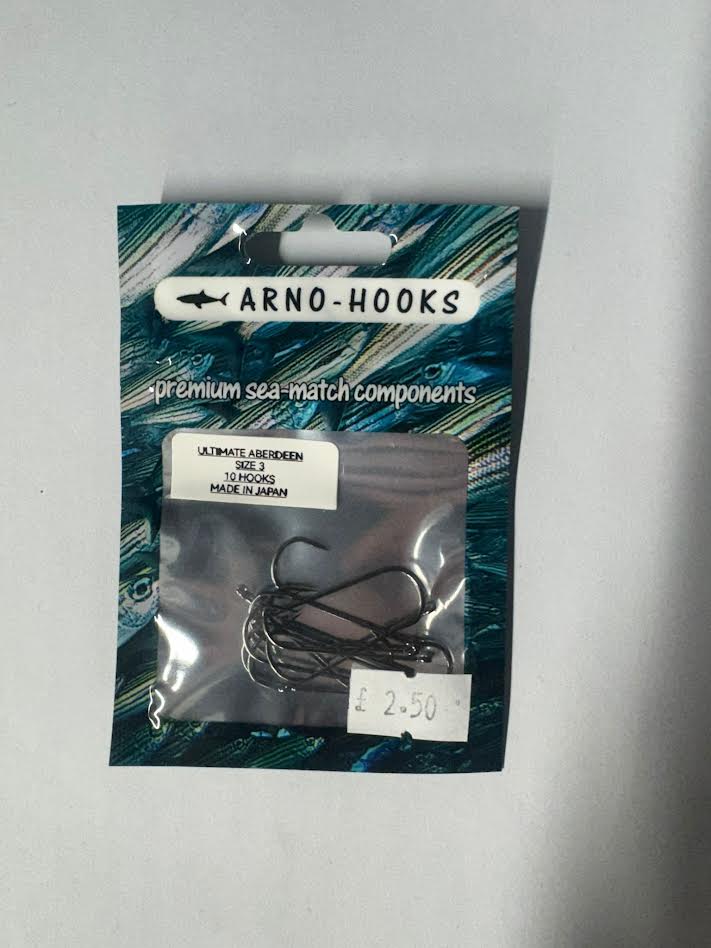 ARNO-HOOKS
premium sea-match components
ULTIMATE ABERDEEN
SIZE 3
10 HOOKS
MADE IN JAPAN
£ 2.50